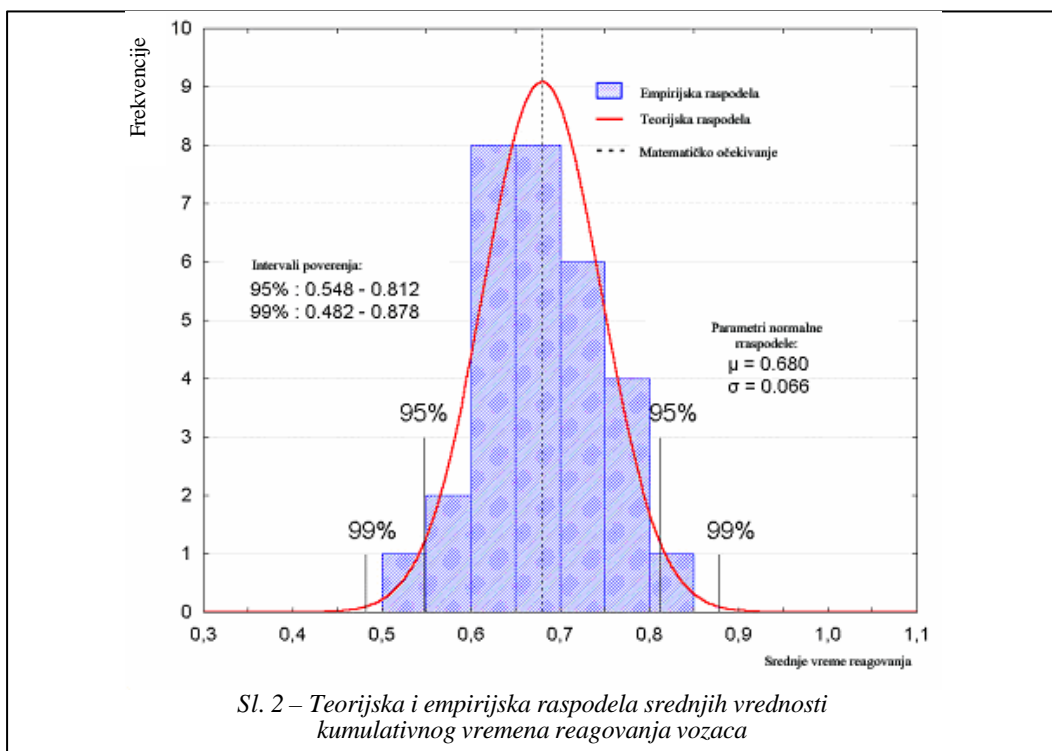 Frekvencije
10
9
8
7
6
5
4
3
2
1
0
Empirijska raspodela
Teorijska raspodela
Matematičko očekivanje
Intervali poverenja:
95% : 0.548 - 0.812
99% : 0.482 - 0.878
Parametri normalne
rraspodele:
μ = 0.680
σ = 0.066
95%
95%
99%
99%
0,3 0,4 0,5 0,6 0,7 0,8 0,9 1,0 1,1
Srednje vreme reagovanja
Sl. 2 – Teorijska i empirijska raspodela srednjih vrednosti
kumulativnog vremena reagovanja vozaca